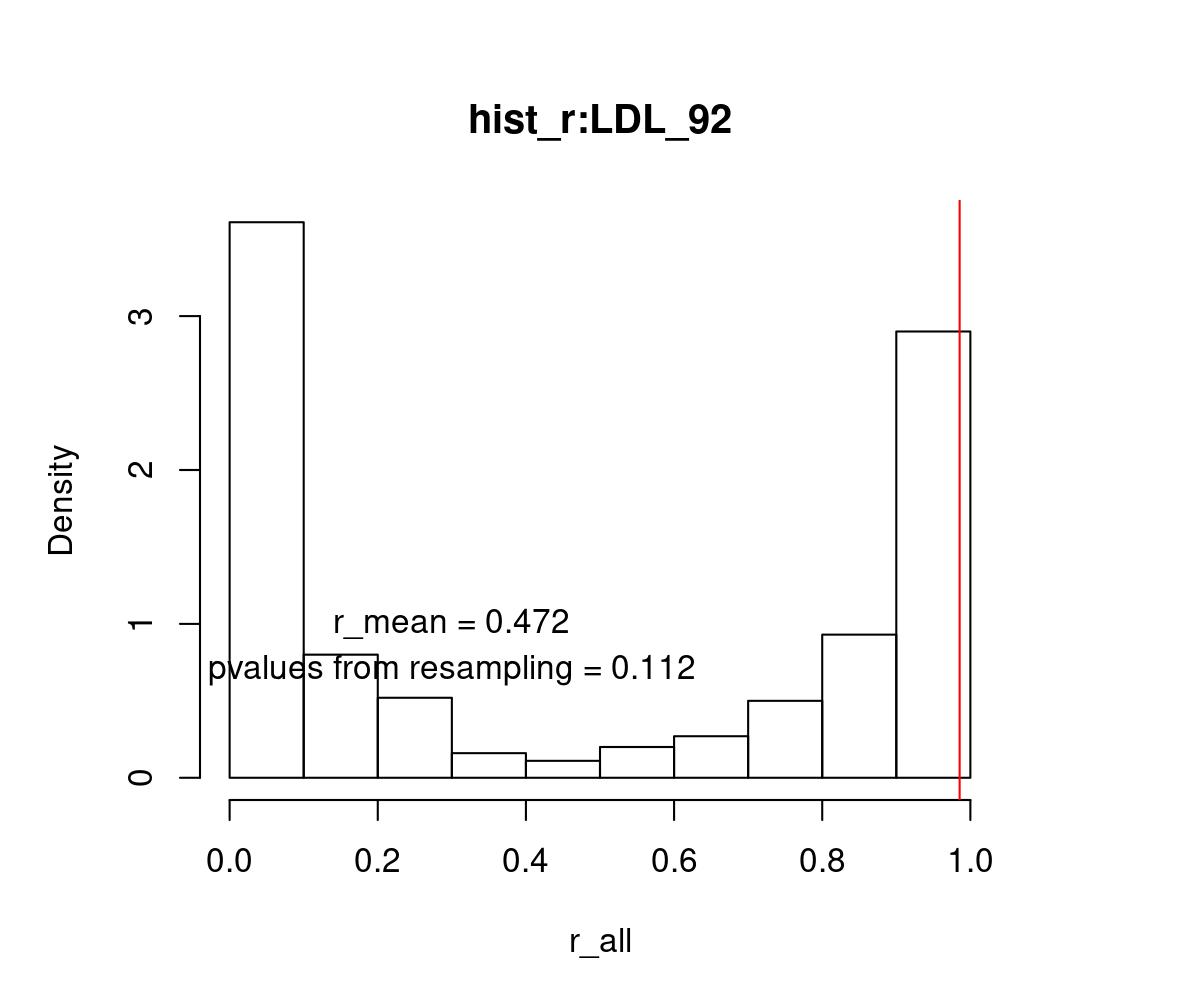 hist_r:LDL_92
Density
3
2
1
0
r_mean = 0.472
pvalues from resampling = 0.112
0.0 0.2 0.4 0.6 0.8 1.0
r_all